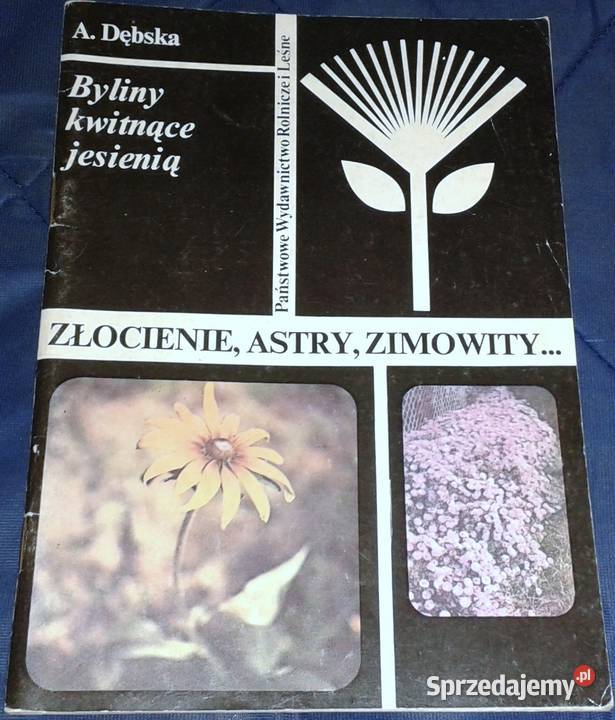 A. Dębska
Byliny
kwitnące
jesienią
Państwowe Wydawnictwo Rolnicze i Leśne
ZŁOCIENIE, ASTRY, ZIMOWITY...
Sprzedajemy.pl